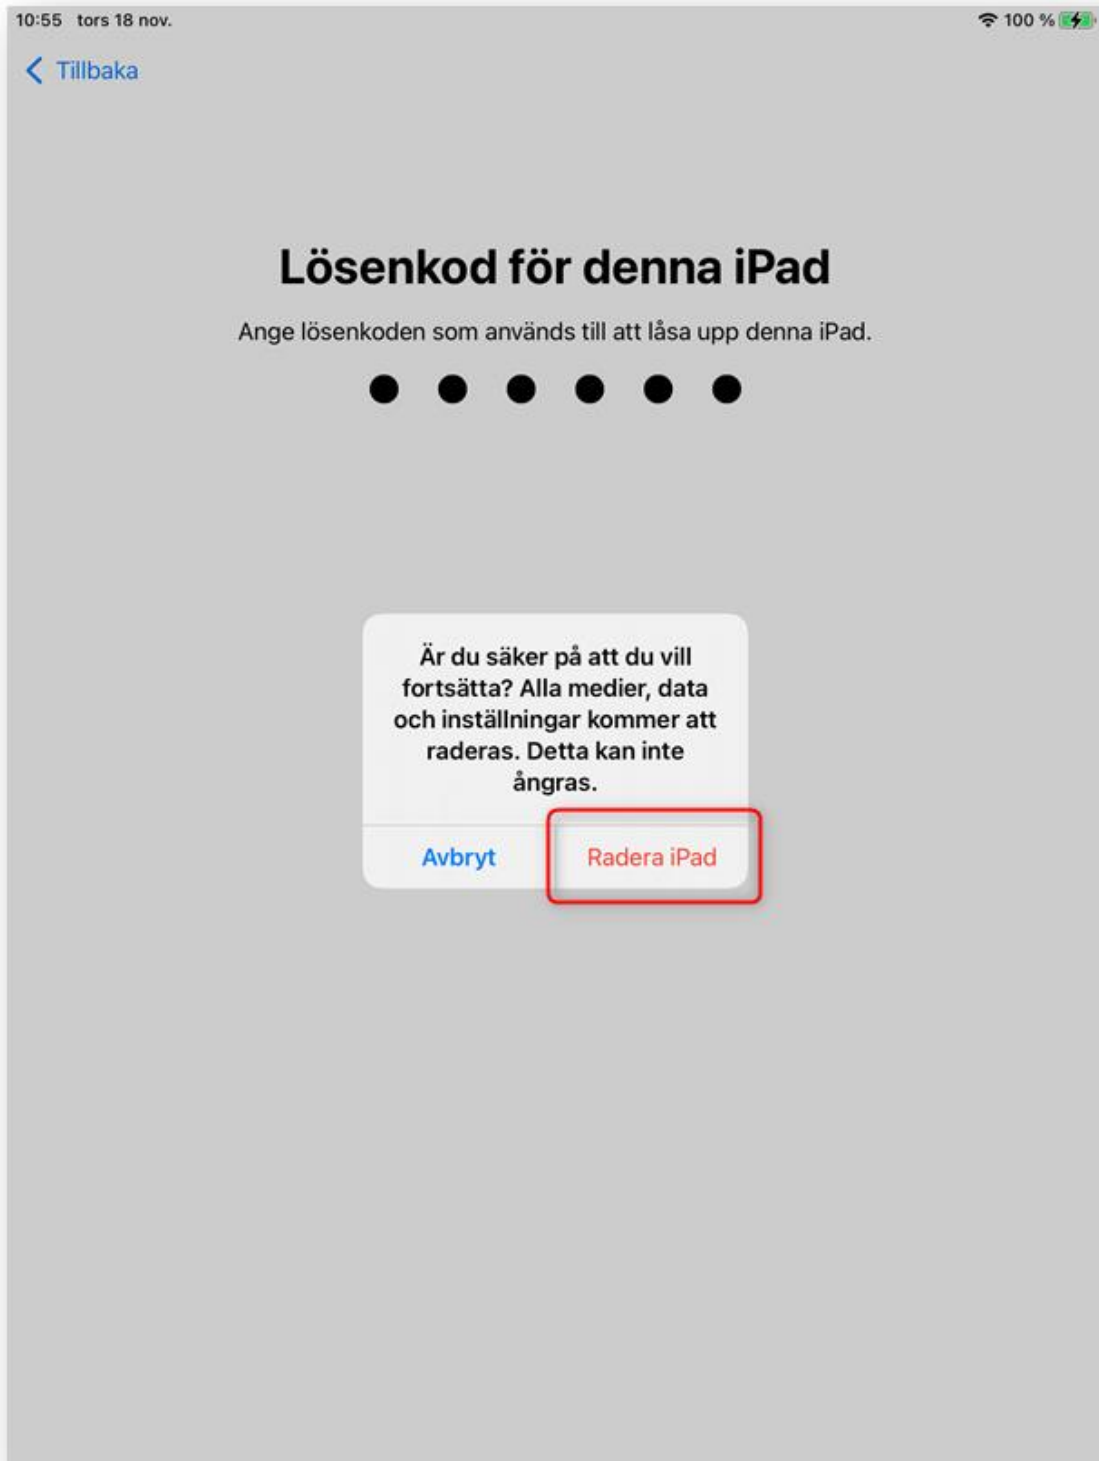 10:55 tors 18 nov. 100 %
Tillbaka
Lösenkod för denna iPad
Ange lösenkoden som används till att låsa upp denna iPad.
Är du säker på att du vill
fortsätta? Alla medier, data
och inställningar kommer att
raderas. Detta kan inte
ångras.
Avbryt Radera iPad